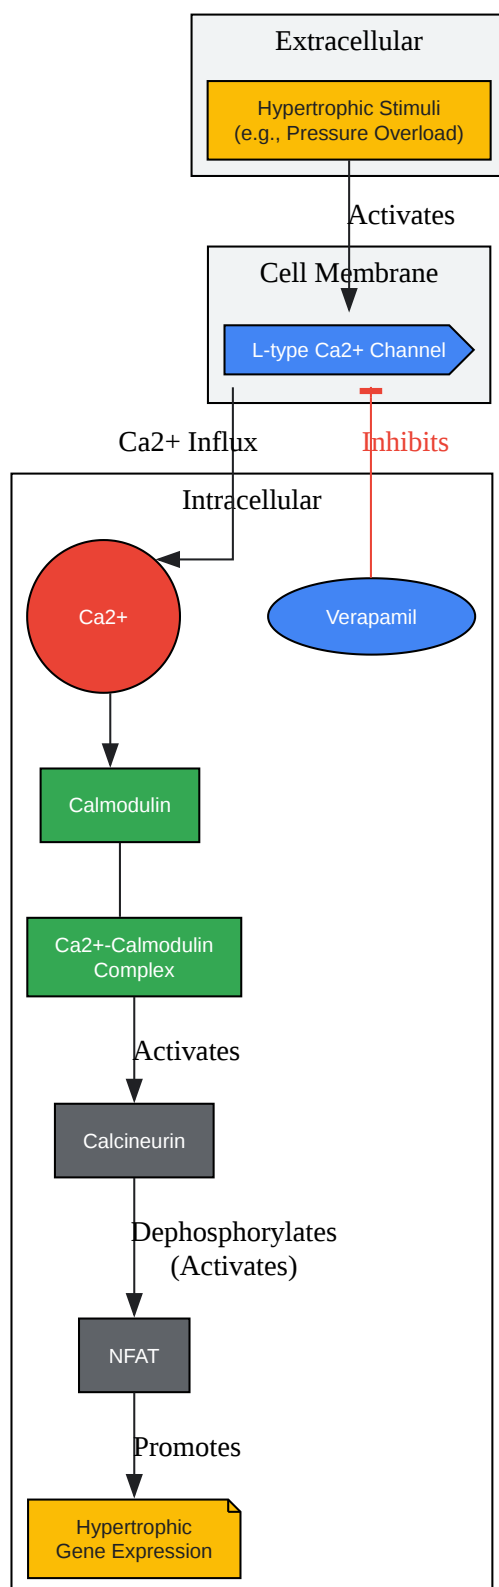 Extracellular
Hypertrophic Stimuli
(e.g., Pressure Overload)
Activates
Cell Membrane
L-type Ca2+ Channel
Ca2+ Influx
Inhibits
Intracellular
Ca2+
Verapamil
Calmodulin
Ca2+-Calmodulin
Complex
Activates
Calcineurin
Dephosphorylates
(Activates)
NFAT
Promotes
Hypertrophic
Gene Expression